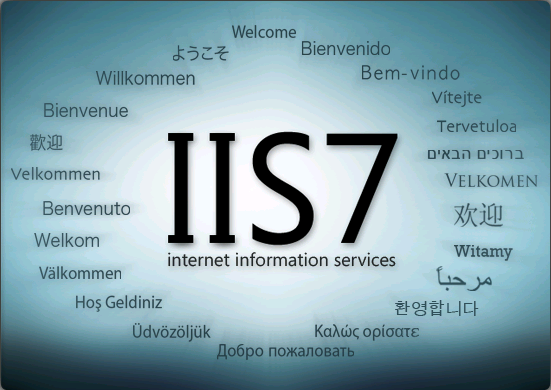 Welcome
ようこそ
Bienvenido
Willkommen
Bem-vindo
Bienvenue
Vítejte
歡迎
Tervetuloa
ברוכים הבאים
Velkommen
VELKOMEN
Benvenuto
欢迎
IIS7
Welkom
Witamy
internet information services
Välkommen
مرحباً
Hoş Geldiniz
환영합니다
Üdvözöljük
Καλώς ορίσατε
Добро пожаловать